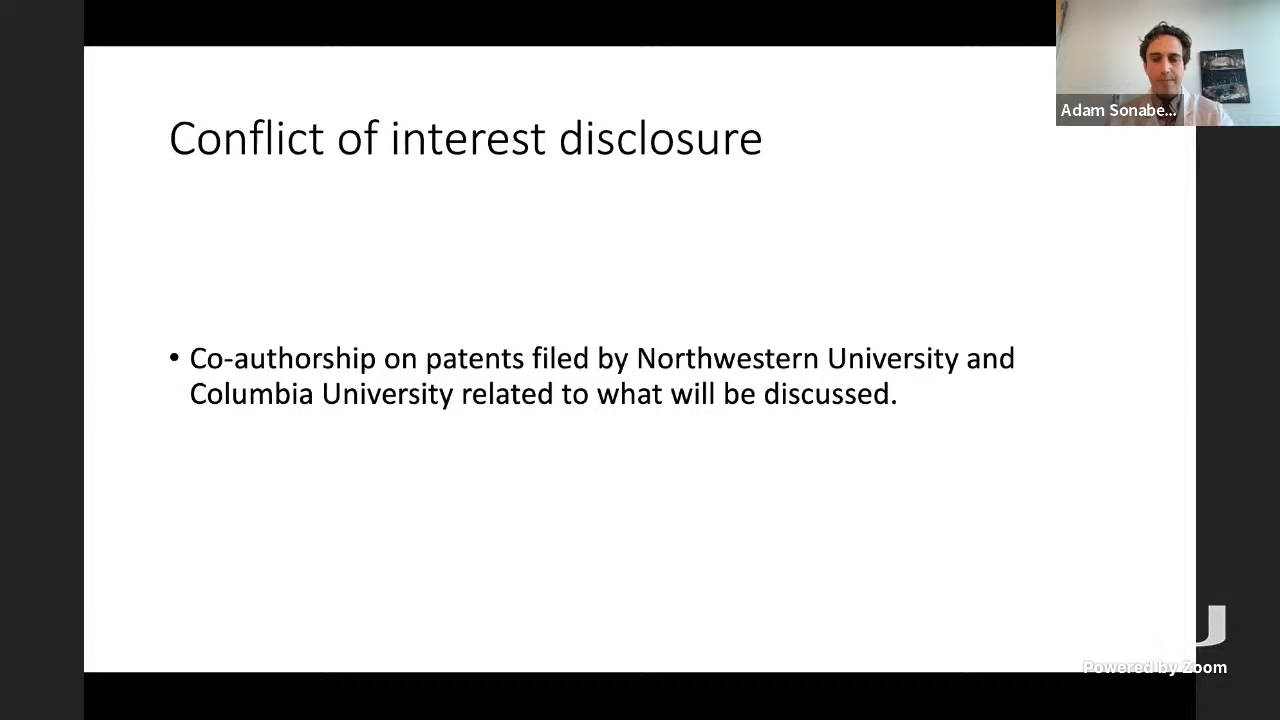 Adam Sonabe...
Conflict of interest disclosure
• Co-authorship on patents filed by Northwestern University and
Columbia University related to what will be discussed.
Powered by Zoom